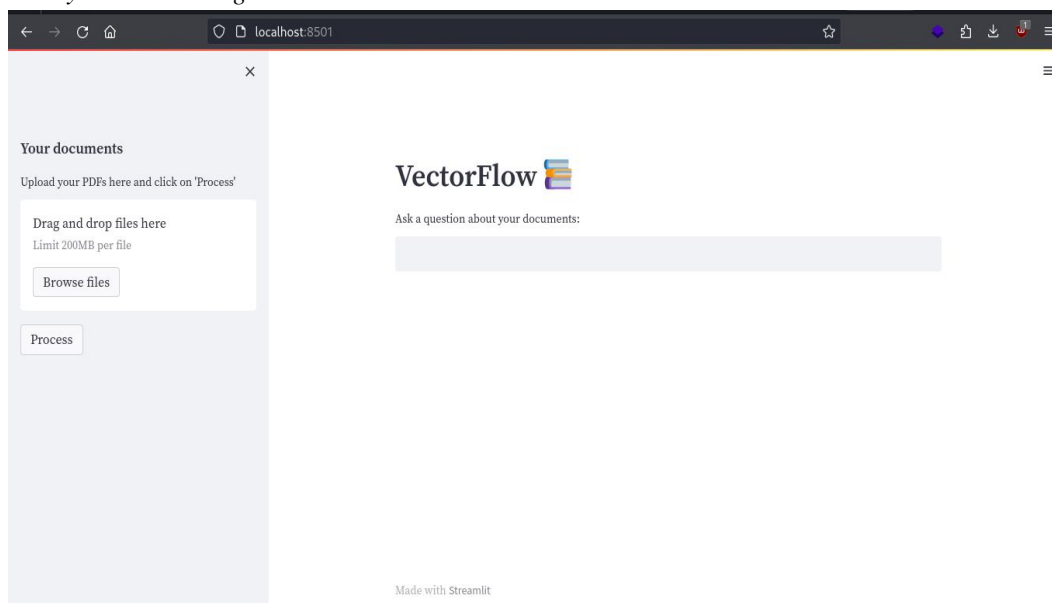 localhost:8501
1
Your documents
Upload your PDFs here and click on 'Process'
Drag and drop files here
Limit 200MB per file
Browse files
Process
VectorFlow
Ask a question about your documents:
Made with Streamlit